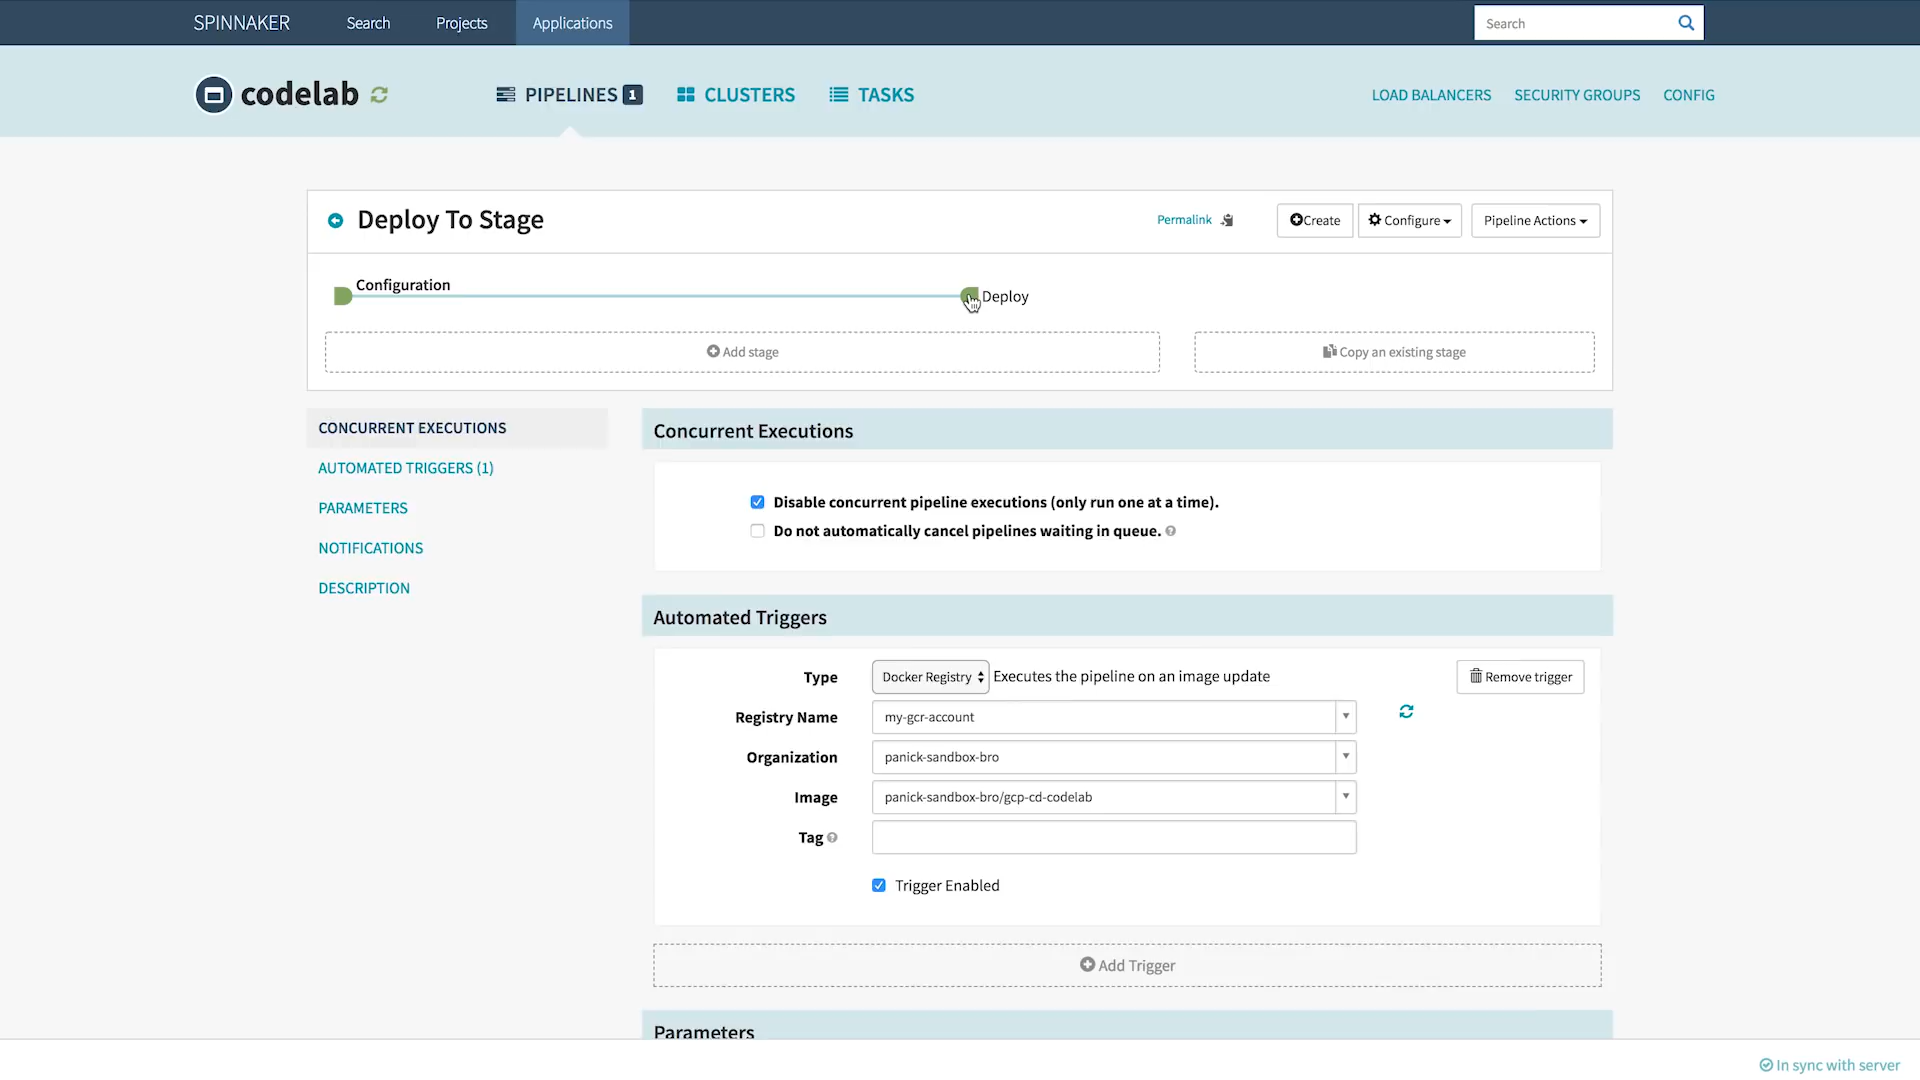 SPINNAKER Search Projects Applications Search
codelab PIPELINES 1 CLUSTERS TASKS LOAD BALANCERS SECURITY GROUPS CONFIG
Deploy To Stage Permalink Create Configure Pipeline Actions
Configuration
Deploy
Add stage Copy an existing stage
CONCURRENT EXECUTIONS
AUTOMATED TRIGGERS (1)
PARAMETERS
NOTIFICATIONS
DESCRIPTION
Concurrent Executions
Disable concurrent pipeline executions (only run one at a time).
Do not automatically cancel pipelines waiting in queue.
Automated Triggers
Type Docker Registry Executes the pipeline on an image update Remove trigger
Registry Name my-gcr-account
Organization panick-sandbox-bro
Image panick-sandbox-bro/gcp-cd-codelab
Tag
Trigger Enabled
Add Trigger
Parameters
In sync with server